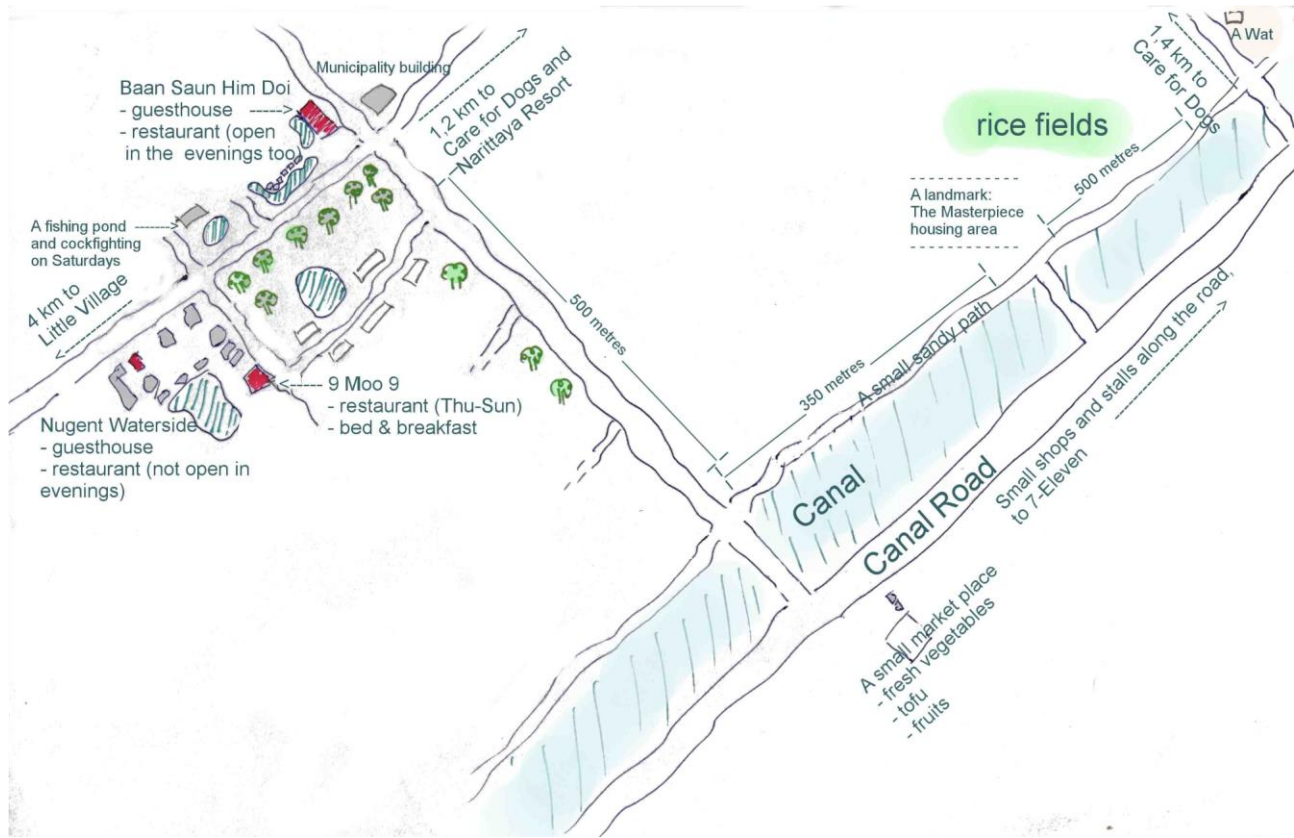 Municipality building
Baan Saun Him Doi
- guesthouse
- restaurant (open
in the evenings too)
1,2 km to
Care for Dogs and
Narittaya Resort
A Wat
1,4 km to
Care for Dogs
rice fields
500 metres
A landmark:
The Masterpiece
housing area
A fishing pond
and cockfighting
on Saturdays
4 km to
Little Village
500 metres
350 metres
A small sandy path
9 Moo 9
- restaurant (Thu-Sun)
- bed & breakfast
Nugent Waterside
- guesthouse
- restaurant (not open in
evenings)
Canal
Canal Road
Small shops and stalls along the road,
to 7-Eleven
A small market place
- fresh vegetables
- tofu
- fruits